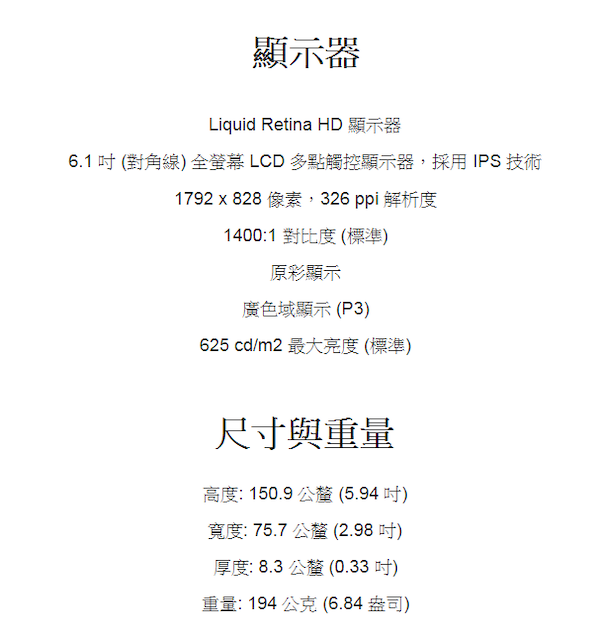 顯示器
Liquid Retina HD 顯示器
6.1 吋 (對角線) 全螢幕 LCD 多點觸控顯示器，採用 IPS 技術
1792 x 828 像素，326 ppi 解析度
1400:1 對比度 (標準)
原彩顯示
廣色域顯示 (P3)
625 cd/m2 最大亮度 (標準)
尺寸與重量
高度: 150.9 公釐 (5.94 吋)
寬度: 75.7 公釐 (2.98 吋)
厚度: 8.3 公釐 (0.33 吋)
重量: 194 公克 (6.84 盎司)